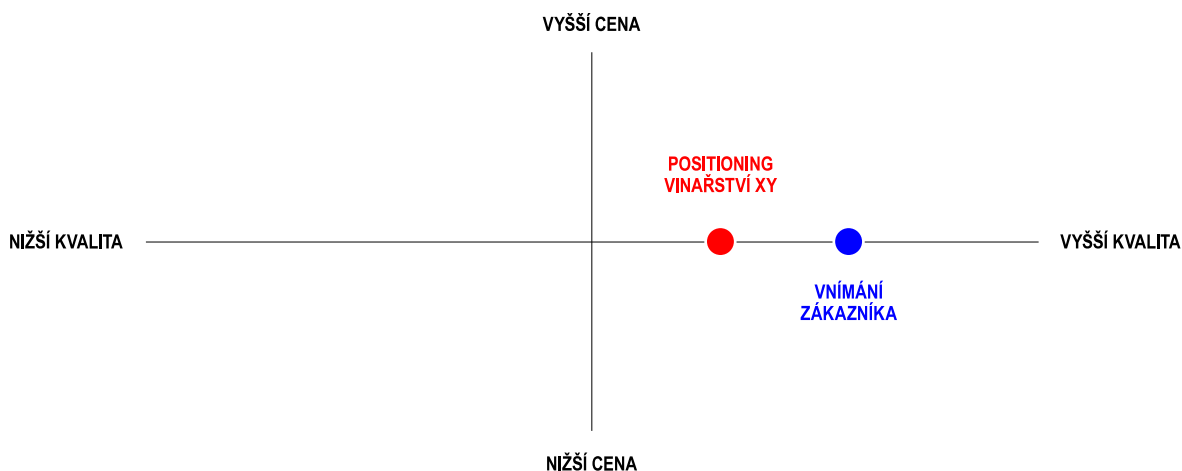 VYŠŠÍ CENA
POSITIONING
VINAŘSTVÍ XY
NIŽŠÍ KVALITA
VYŠŠÍ KVALITA
VNÍMÁNÍ
ZÁKAZNÍKA
NIŽŠÍ CENA